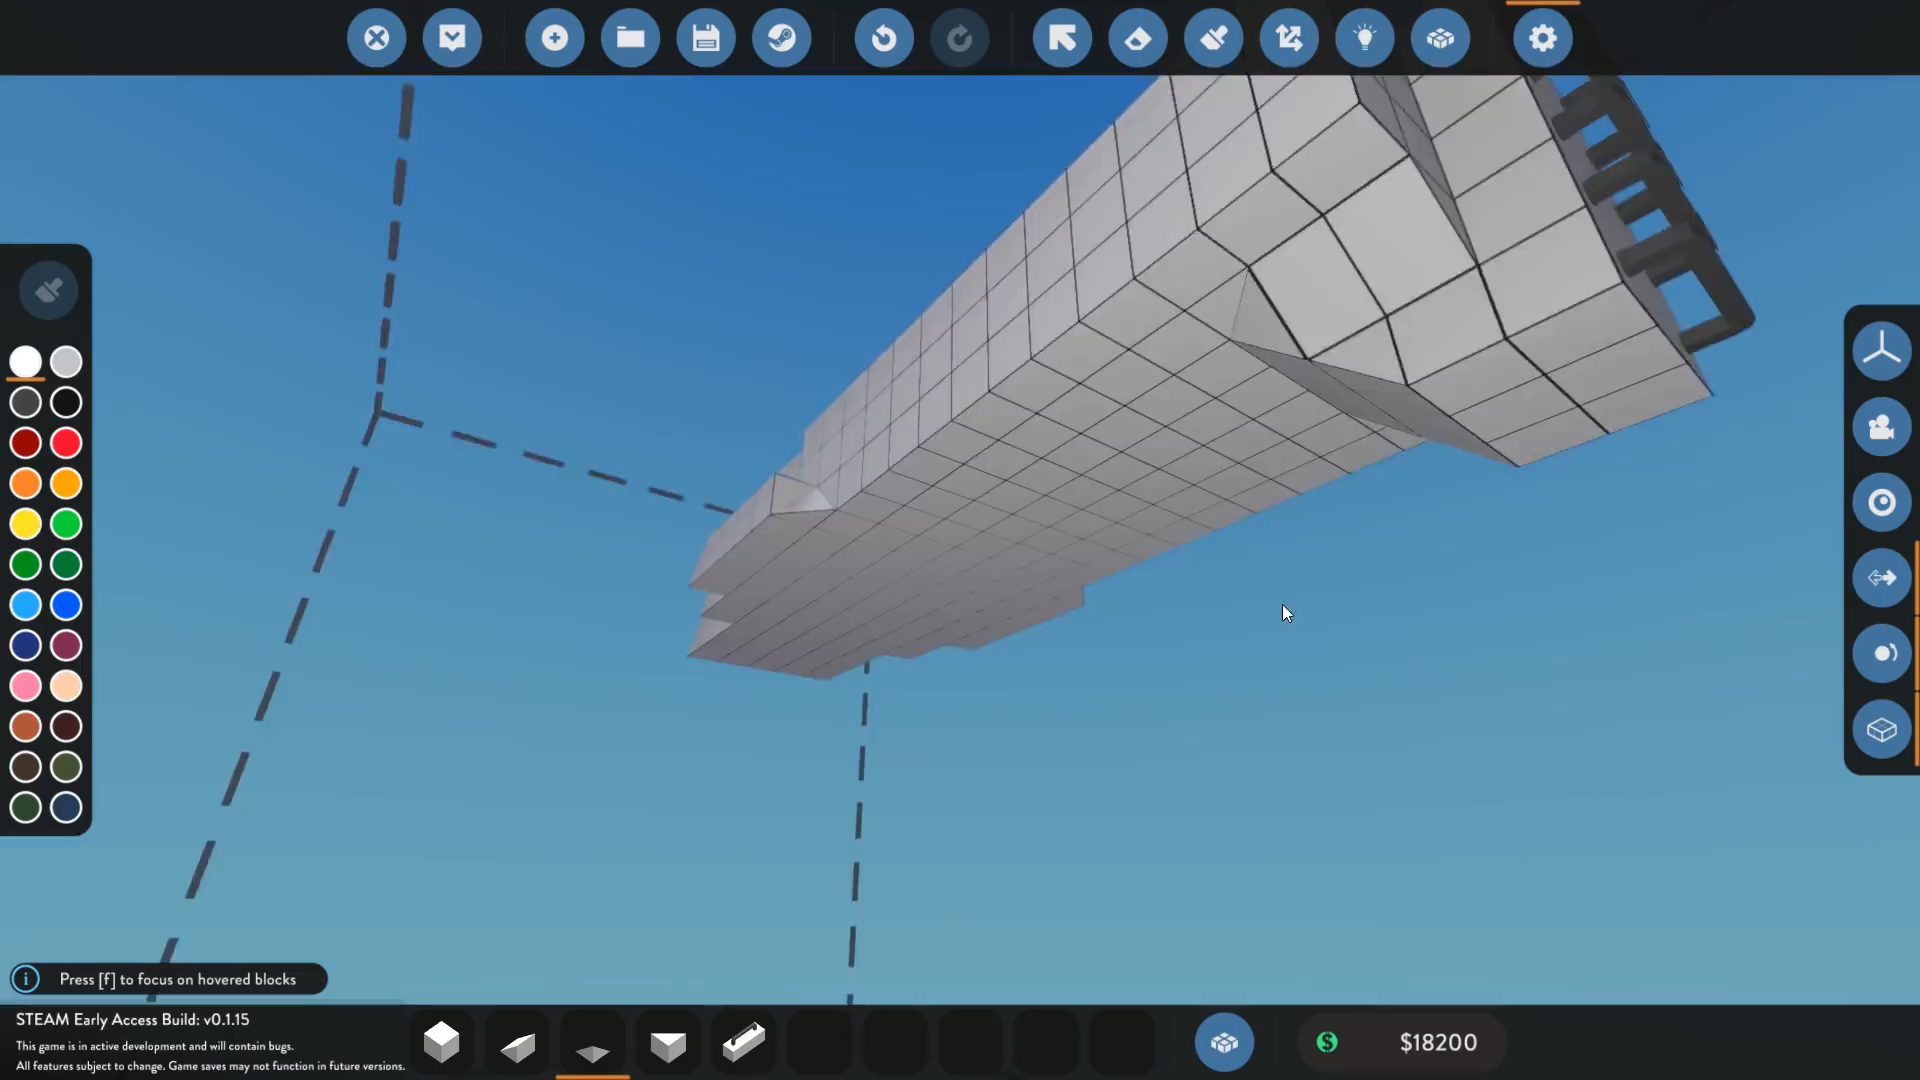 Press [f] to focus on hovered blocks
STEAM Early Access Build: v0.1.15
This game is in active development and will contain bugs.
All features subject to change. Game saves may not function in future versions.
$
$18200